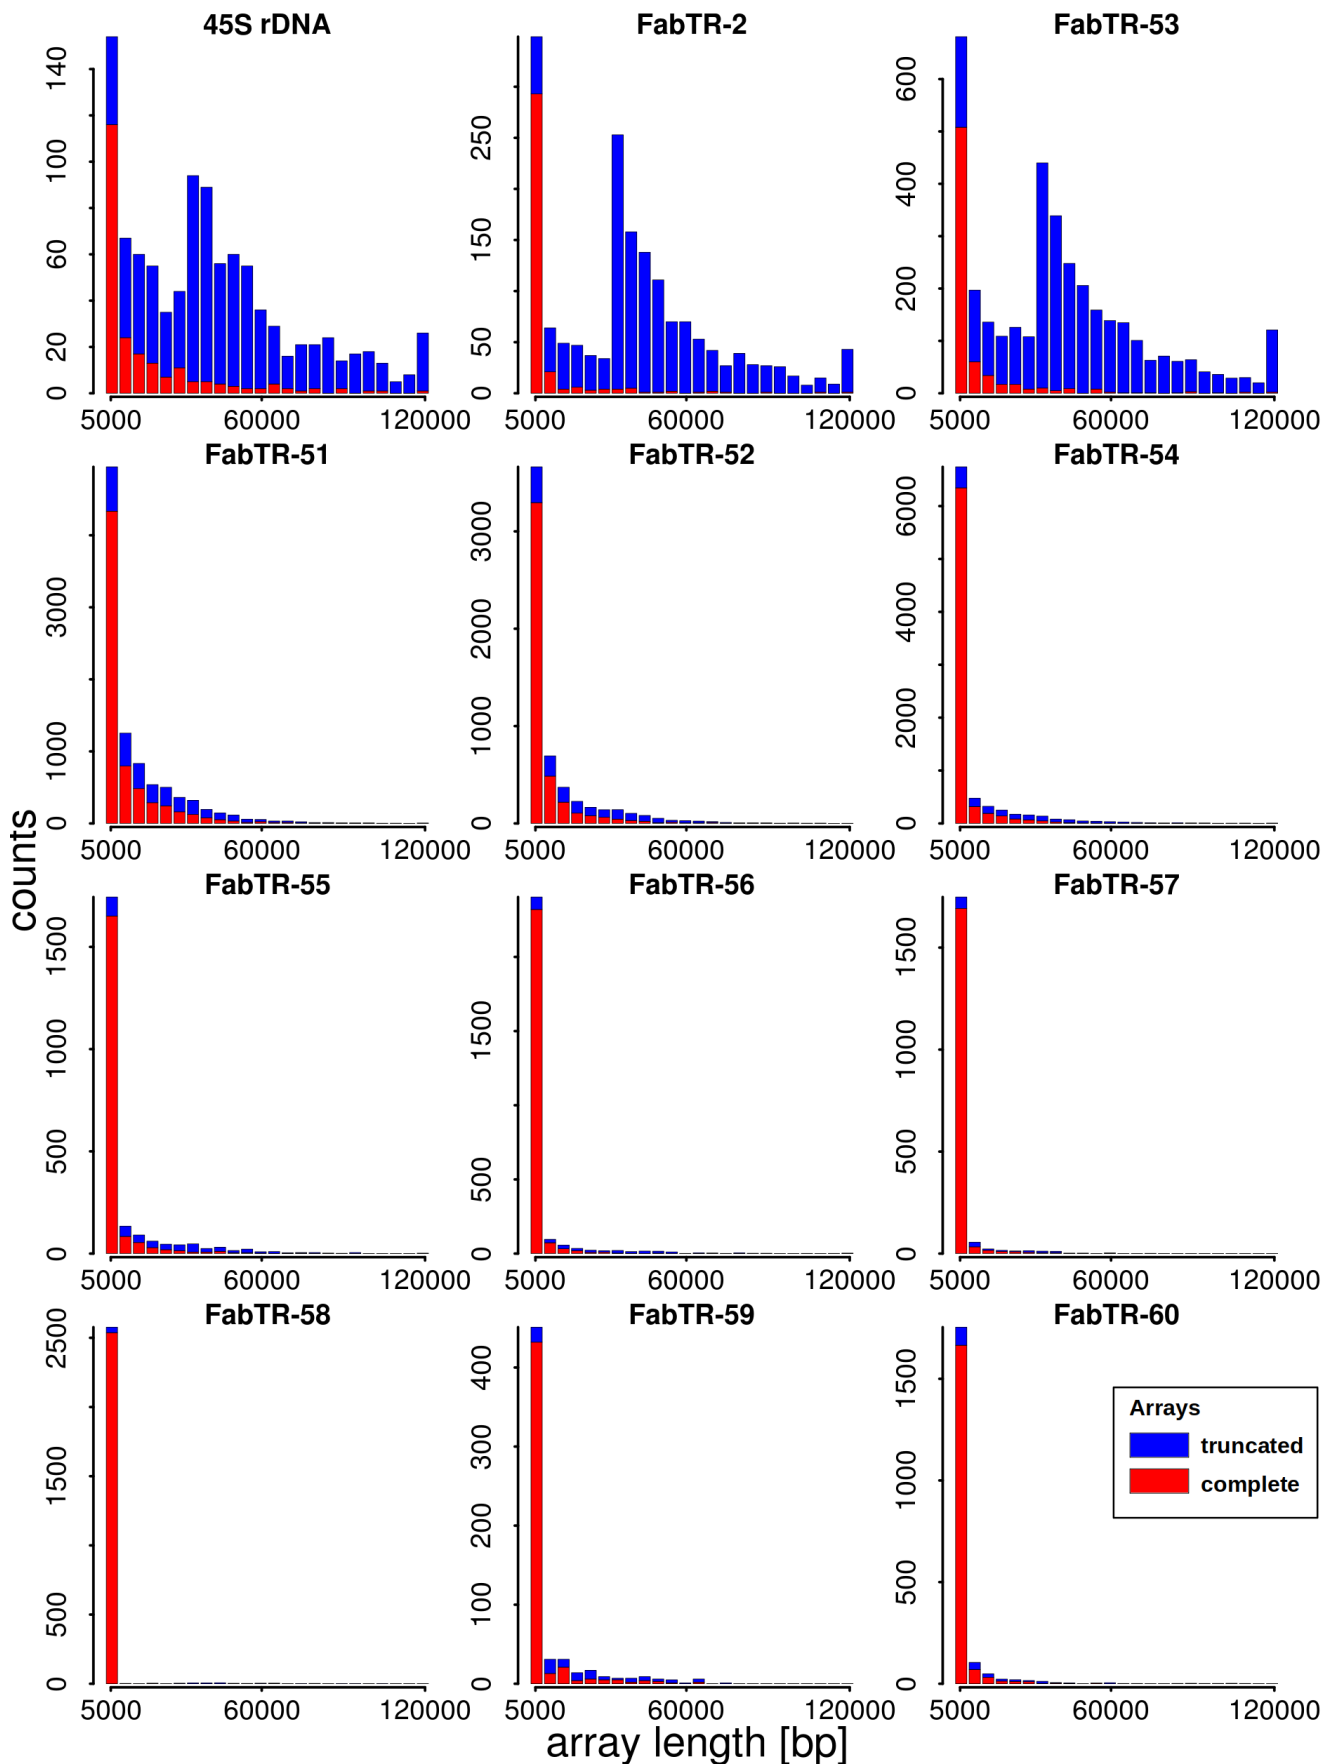 45S rDNA
140
100
60
20
0
5000 60000 120000
FabTR-2
250
150
50
0
5000 60000 120000
FabTR-53
600
400
200
0
5000 60000 120000
FabTR-51
3000
1000
0
5000 60000 120000
FabTR-52
3000
2000
1000
0
5000 60000 120000
FabTR-54
6000
4000
2000
0
5000 60000 120000
counts
FabTR-55
1500
1000
500
0
5000 60000 120000
FabTR-56
1500
500
0
5000 60000 120000
FabTR-57
1500
1000
500
0
5000 60000 120000
FabTR-58
2500
1500
500
0
5000 60000 120000
FabTR-59
400
300
200
100
0
5000 60000 120000
FabTR-60
1500
1000
500
0
5000 60000 120000
Arrays
truncated
complete
array length [bp]